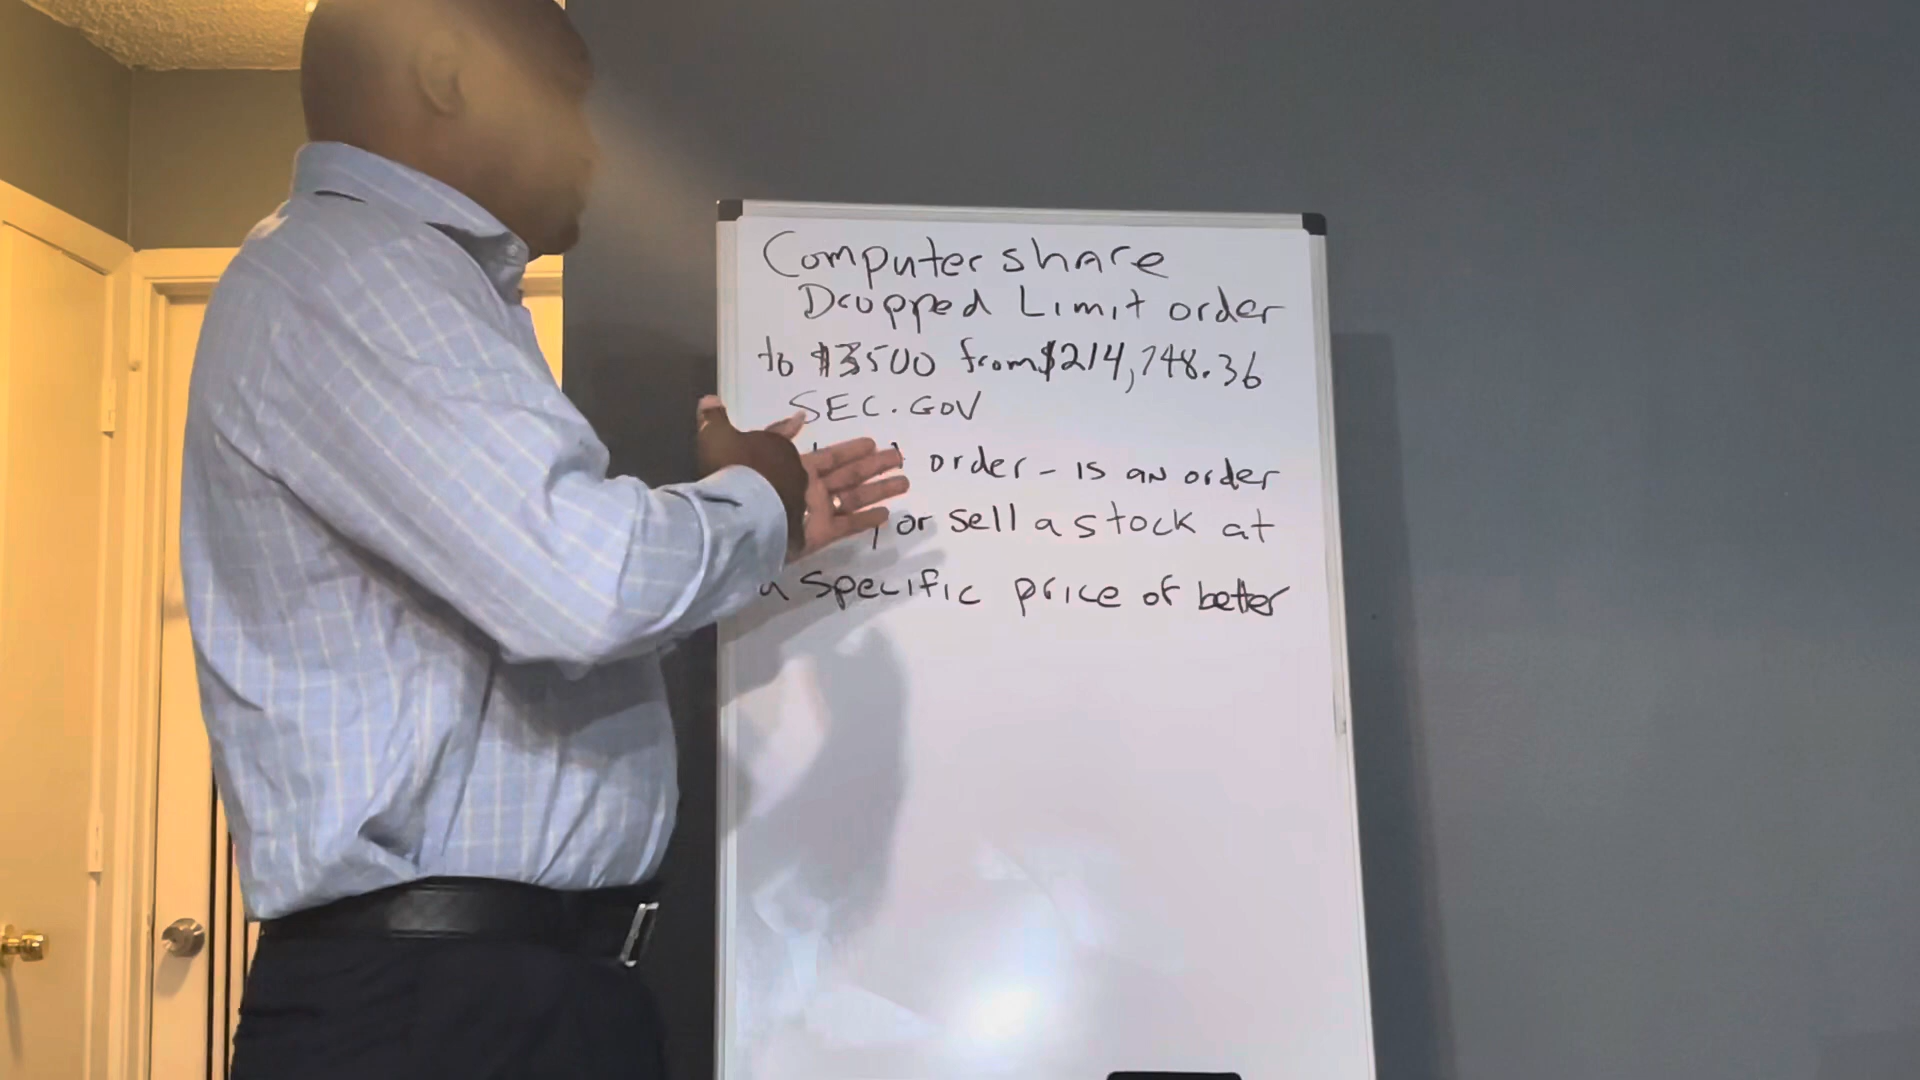 Computershare
Dropped Limit order
to $3500 from $214,748.36
SEC.GOV
order - is an order
or sell a stock at
a specific price of better